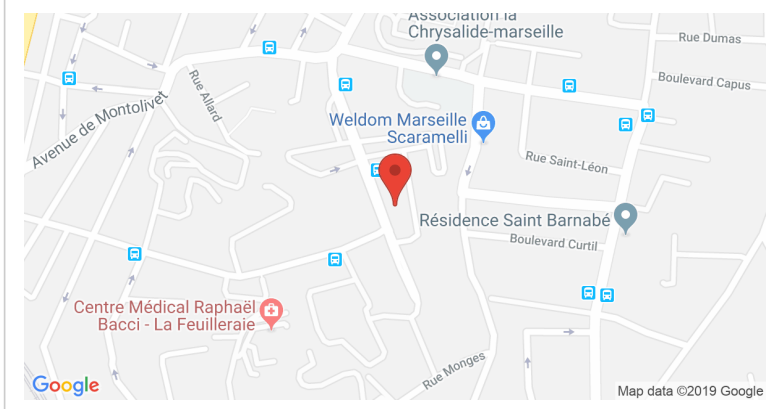 Association la
Chrysalide-marseille
Rue Dumas
Boulevard Capus
Rue Allard
Avenue de Montolivet
Weldom Marseille
Scaramelli
Rue Saint-Léon
Résidence Saint Barnabé
Boulevard Curtil
Centre Médical Raphaël
Bacci - La Feuilleraie
Rue Monges
Google
Map data ©2019 Google